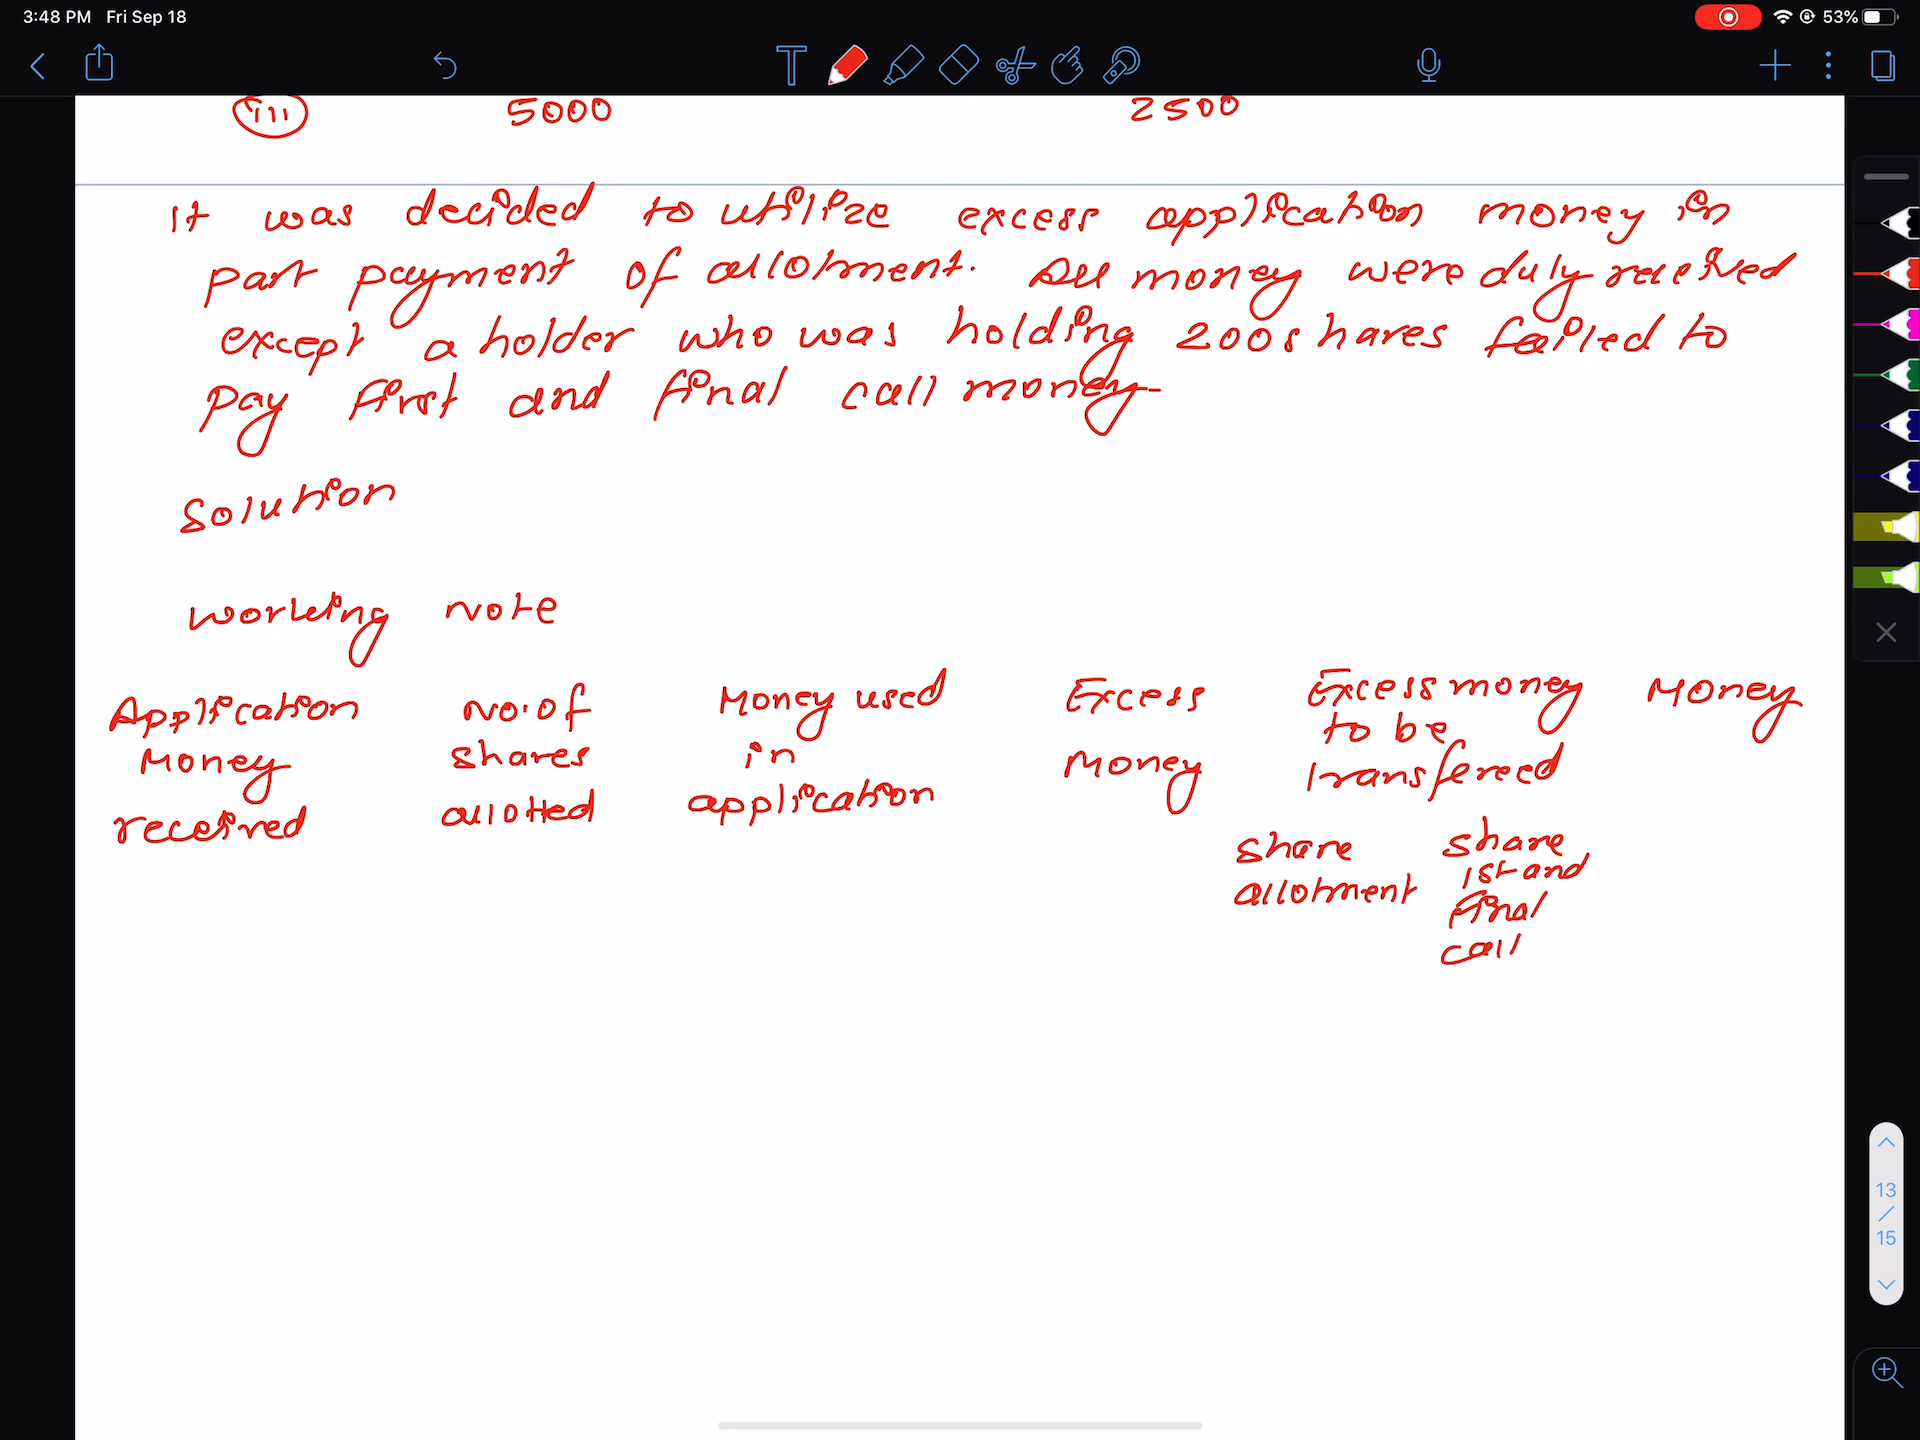 3:48 PM Fri Sep 18
53%
(iii) 5000 2500
It was decided to utilize excess application money in
part payment of allotment. All money were duly received
except a holder who was holding 200 shares failed to
pay first and final call money-
Solution
Working note
Application No. of Money used Excess Excess money Money
to be
Money shares in Money transfereed
received allotted application
Share Share
allotment 1st and
final
call
13
/
15